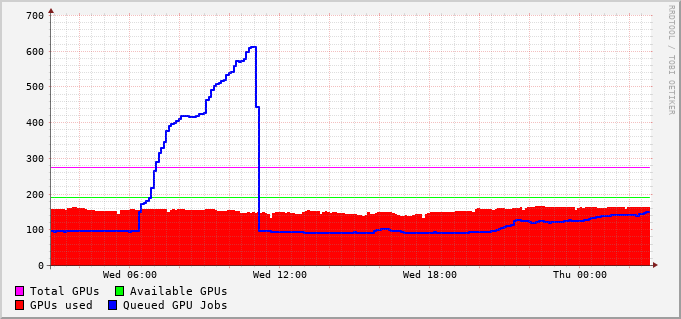 700
600
500
400
300
200
100
0
Wed 06:00 Wed 12:00 Wed 18:00 Thu 00:00
Total GPUs Available GPUs
GPUs used Queued GPU Jobs
RRDTOOL / TOBI OETIKER